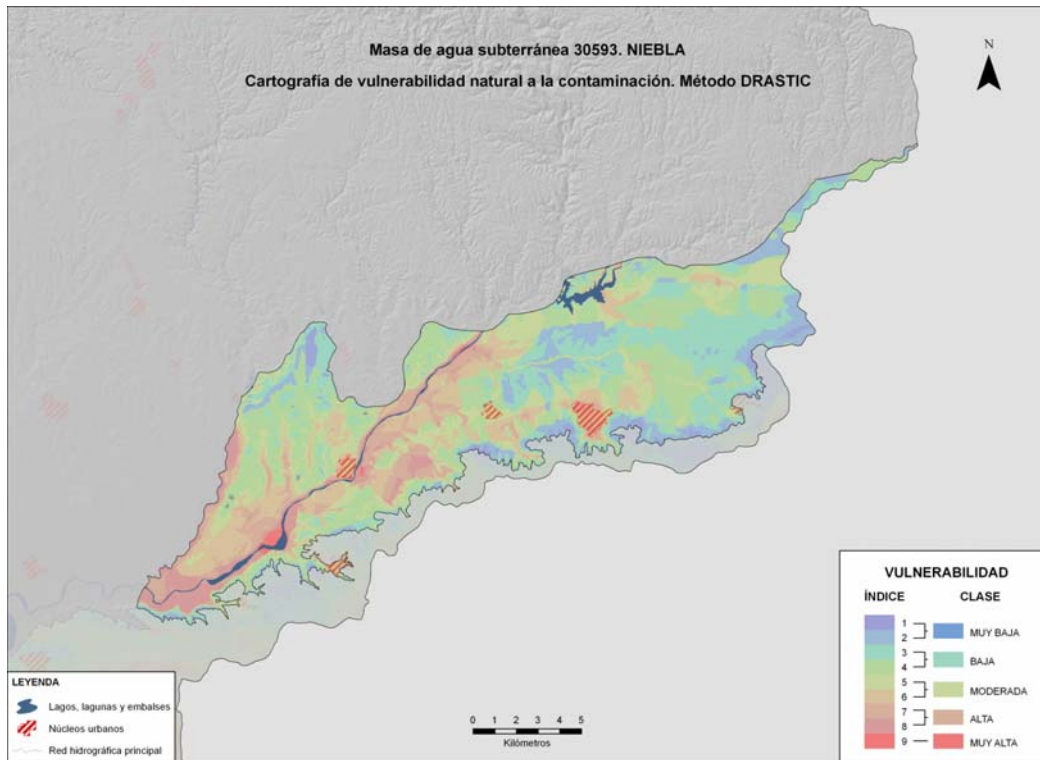 Masa de agua subterránea 30593. NIEBLA
Cartografía de vulnerabilidad natural a la contaminación. Método DRASTIC
N
LEYENDA
Lagos, lagunas y embalses
Núcleos urbanos
Red hidrográfica principal
0 1 2 3 4 5
Kilómetros
VULNERABILIDAD
ÍNDICE CLASE
1
2
MUY BAJA
3
4
BAJA
5
6
MODERADA
7
8
ALTA
9
MUY ALTA